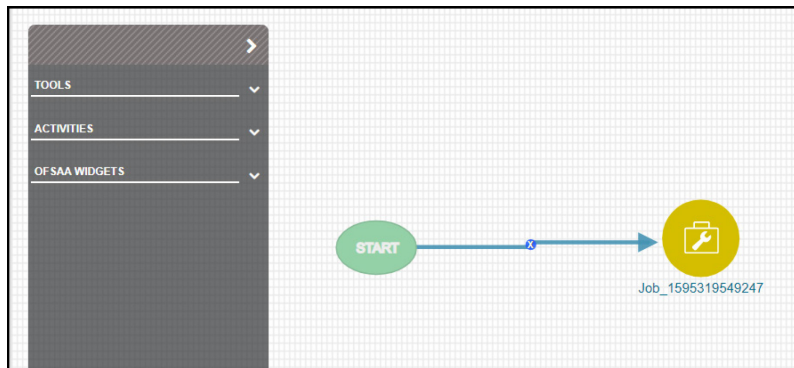 TOOLS
ACTIVITIES
OFSAA WIDGETS
START
X
Job_1595319549247